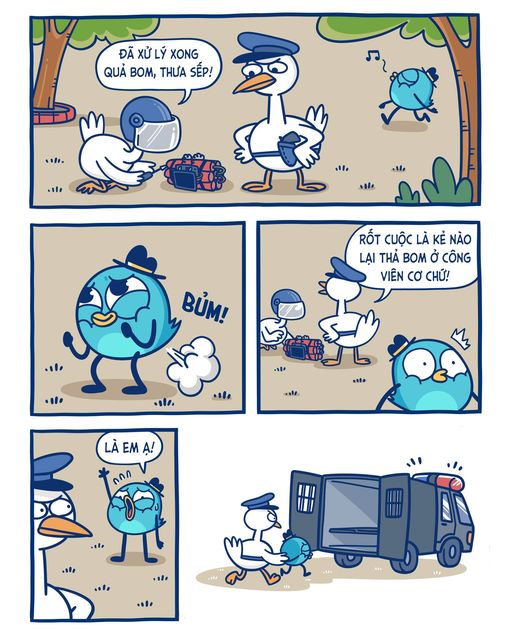 ĐÃ XỬ LÝ XONG
QUẢ BOM, THƯA SẾP!
BỦM!
RỐT CUỘC LÀ KẺ NÀO
LẠI THẢ BOM Ở CÔNG
VIÊN CƠ CHỨ!
LÀ EM Ạ!